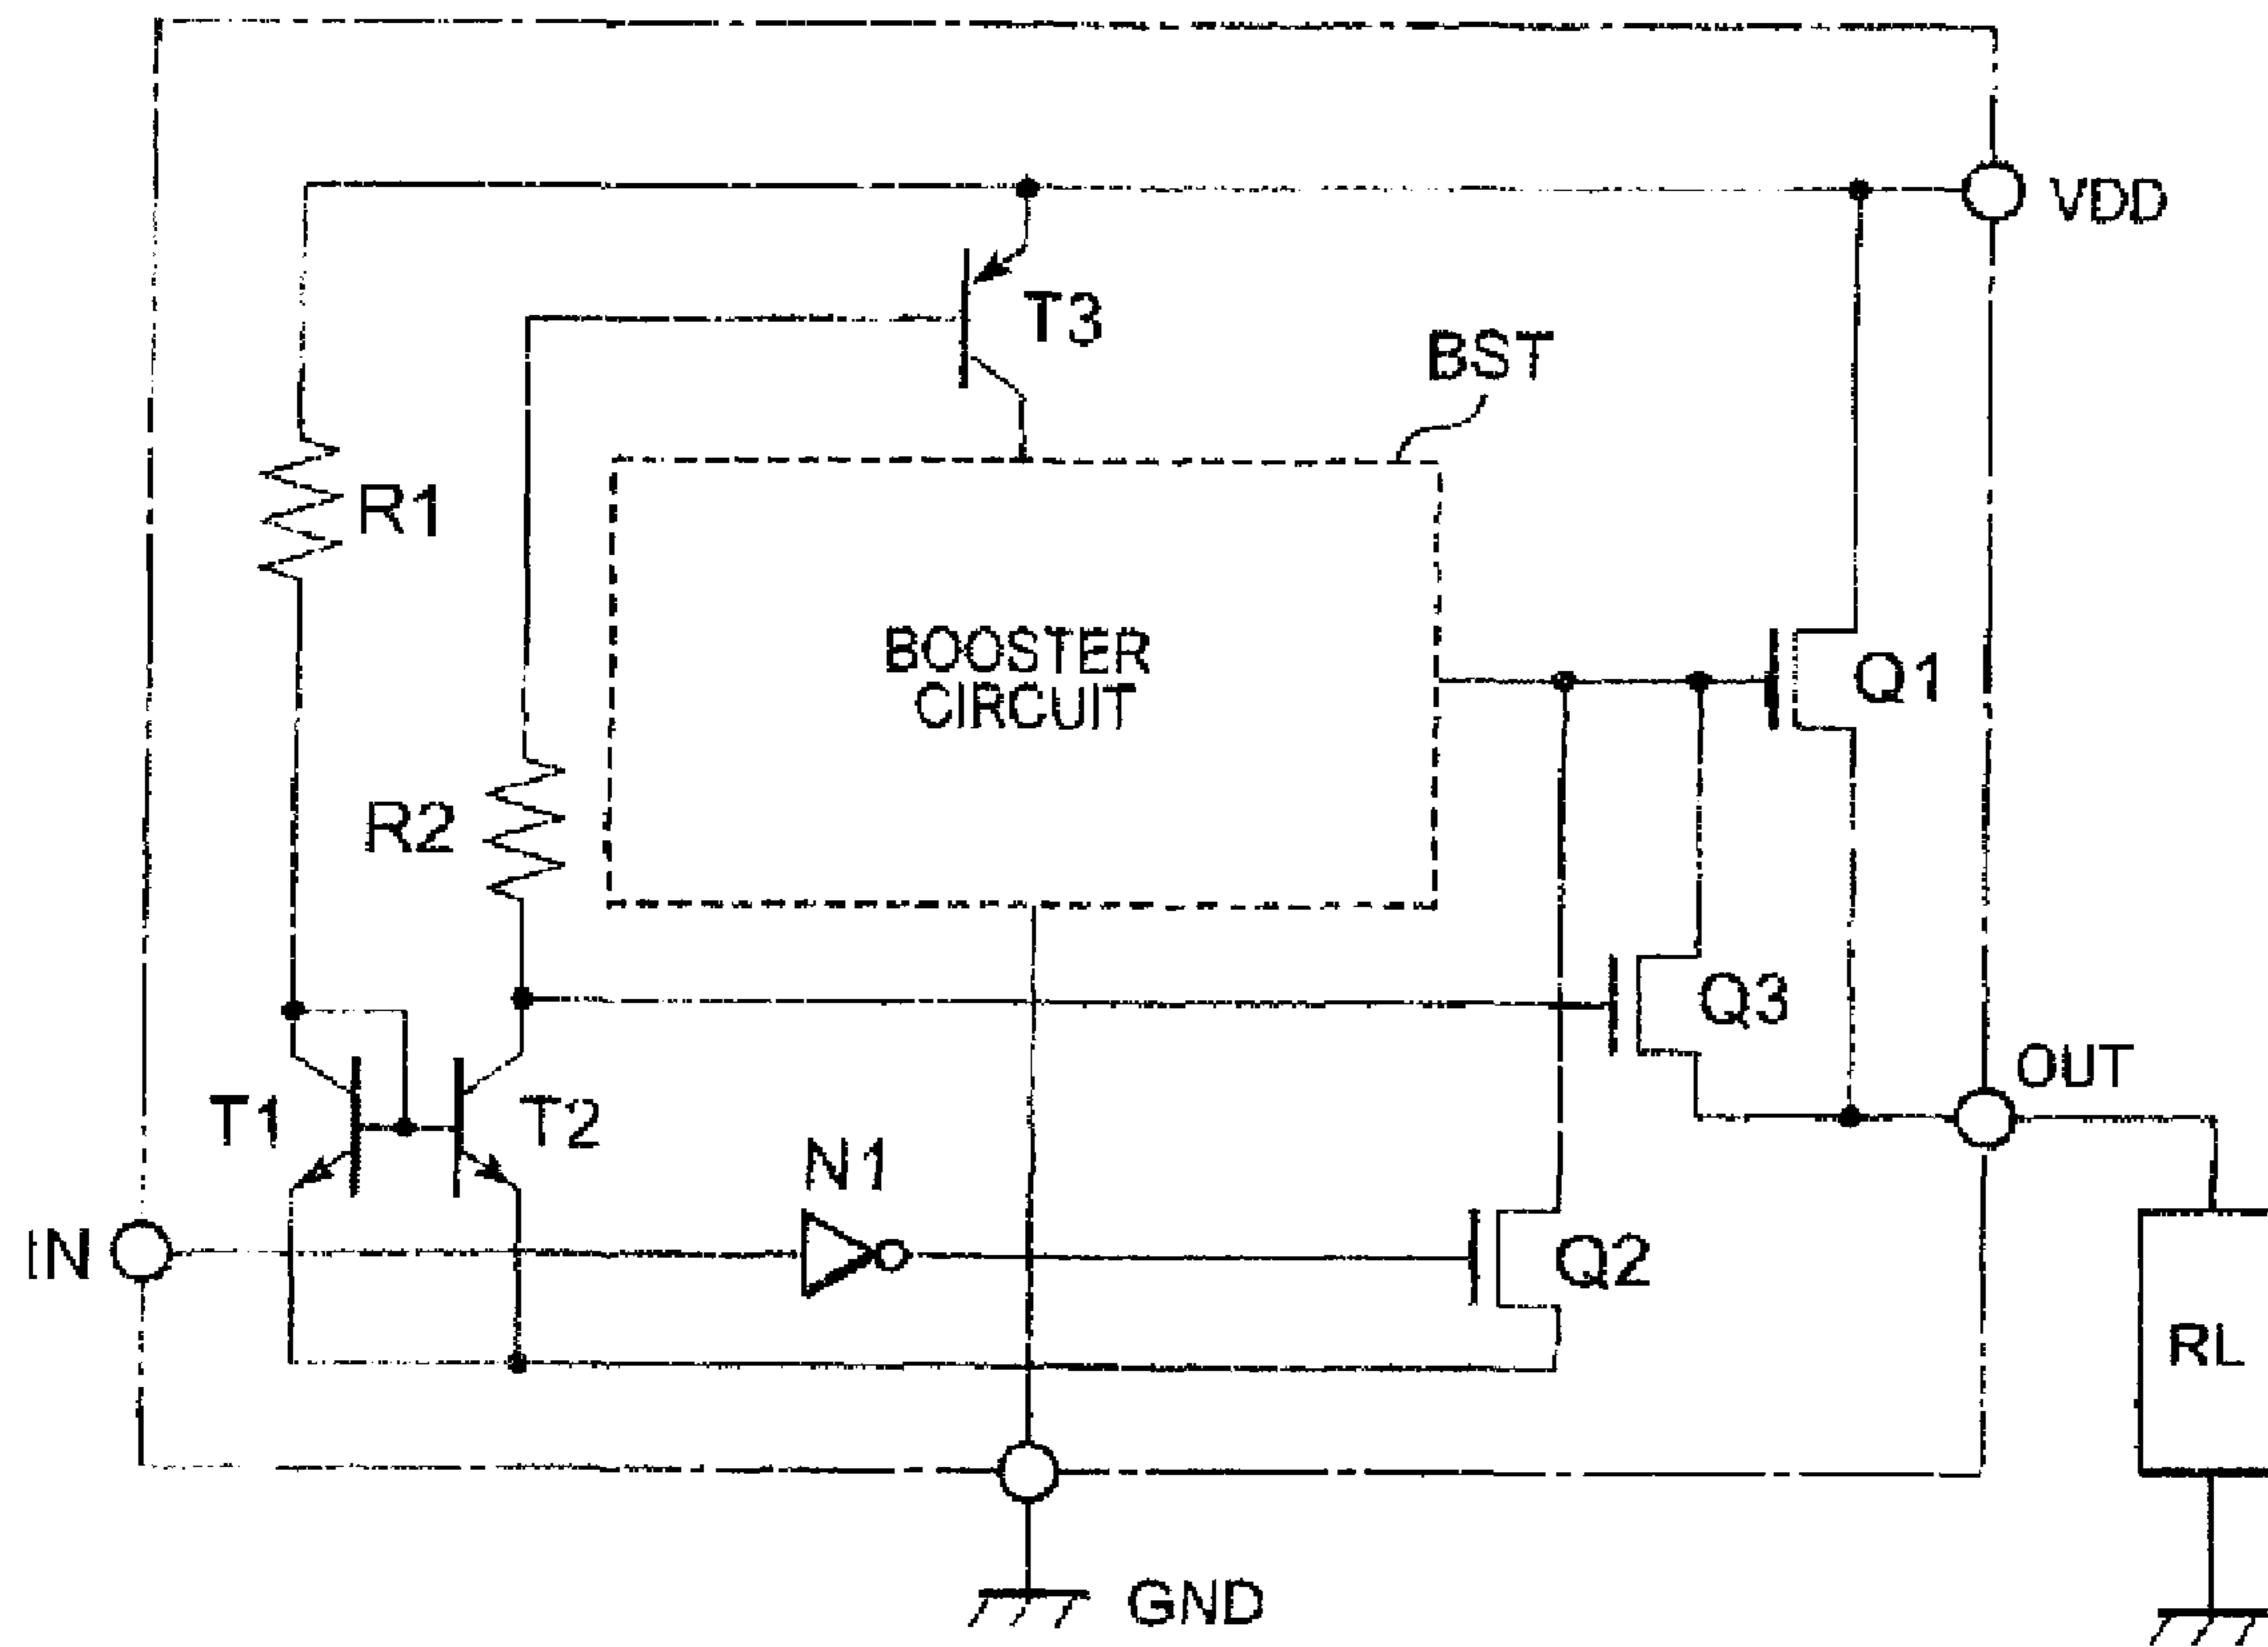 VDD
T3
BST
R1
BOOSTER
CIRCUIT
Q1
R2
Q3
OUT
T1
T2
N1
IN
Q2
RL
GND